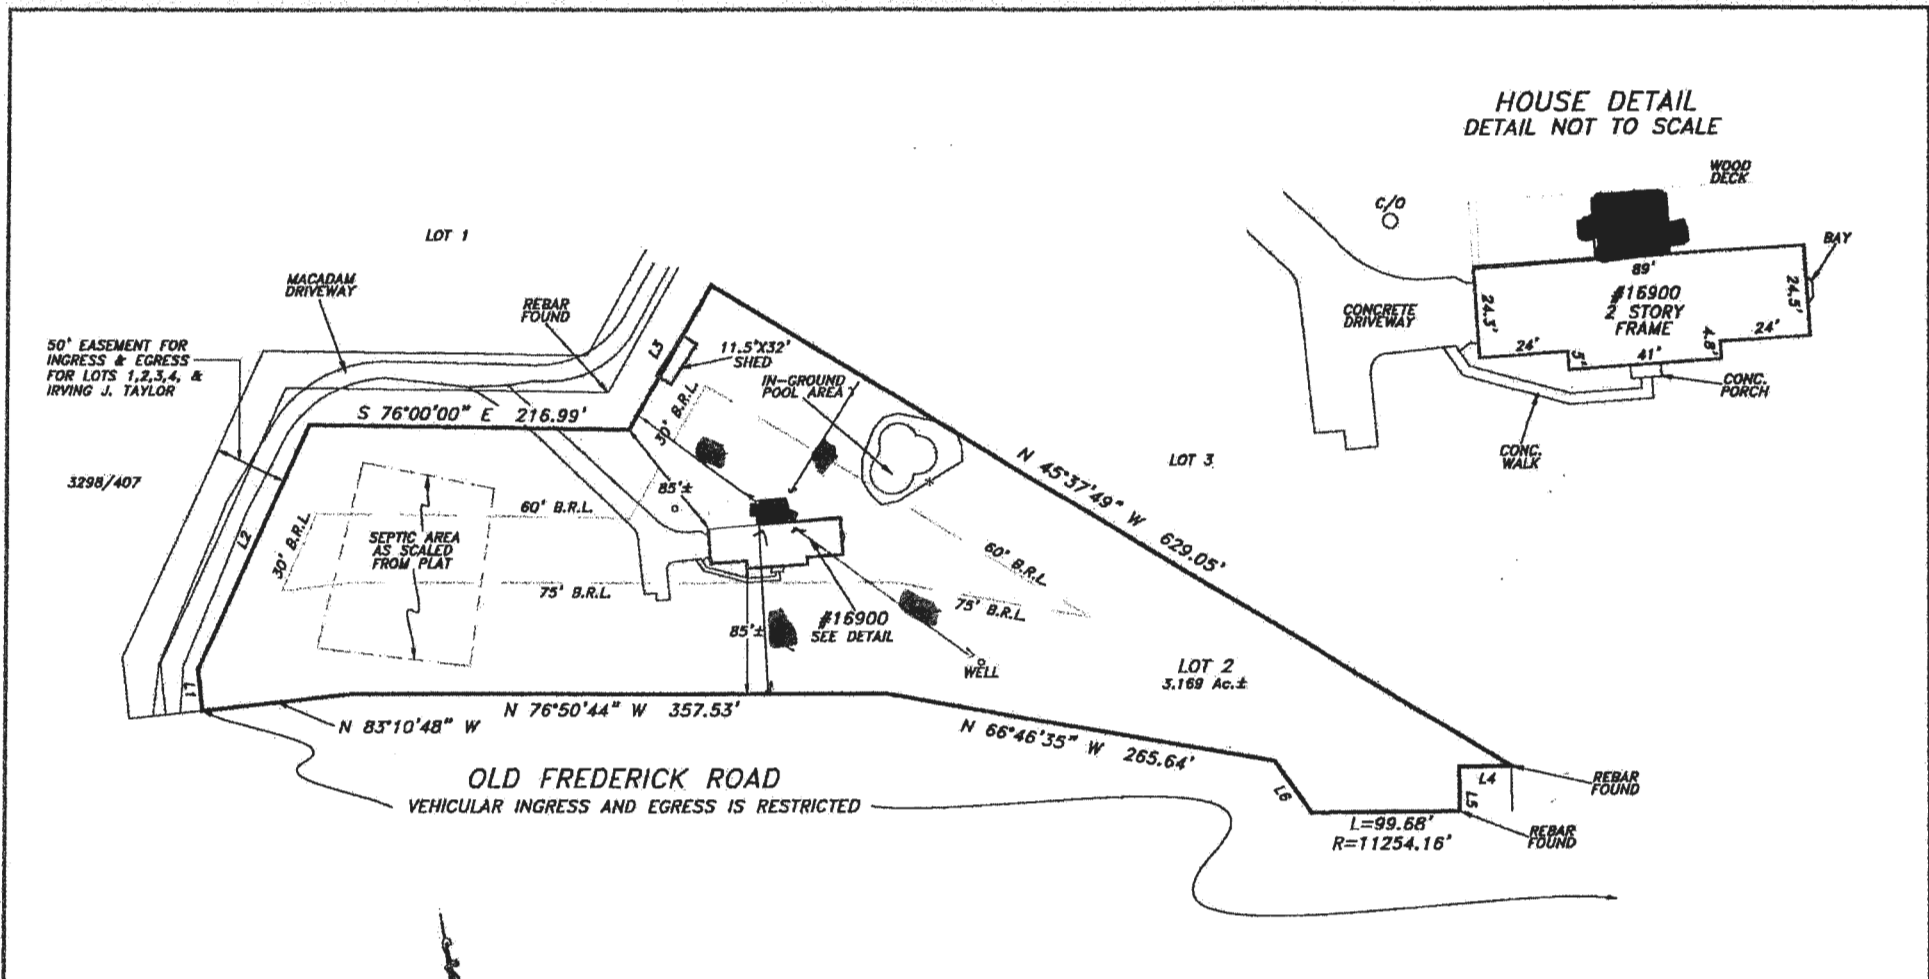 HOUSE DETAIL
DETAIL NOT TO SCALE
WOOD
DECK
C/O
BAY
89'
#16900
2 STORY
FRAME
24.3'
24.5'
24'
5'
41'
4.8'
24'
CONCRETE
DRIVEWAY
CONC.
PORCH
CONC.
WALK
LOT 1
MACADAM
DRIVEWAY
REBAR
FOUND
50' EASEMENT FOR
INGRESS & EGRESS
FOR LOTS 1,2,3,4, &
IRVING J. TAYLOR
L3
11.5'X32'
SHED
IN-GROUND
POOL AREA
30' B.R.L.
S 76°00'00" E 216.99'
N 45°37'49" W 629.05'
LOT 3
3298/407
85'±
60' B.R.L.
SEPTIC AREA
AS SCALED
FROM PLAT
L2
30' B.R.L.
60' B.R.L.
75' B.R.L.
75' B.R.L.
#16900
SEE DETAIL
85'±
WELL
LOT 2
3.169 Ac.±
L1
N 83°10'48" W
N 76°50'44" W 357.53'
N 66°46'35" W 265.64'
OLD FREDERICK ROAD
VEHICULAR INGRESS AND EGRESS IS RESTRICTED
L6
L4
L5
REBAR
FOUND
L=99.68'
R=11254.16'
REBAR
FOUND